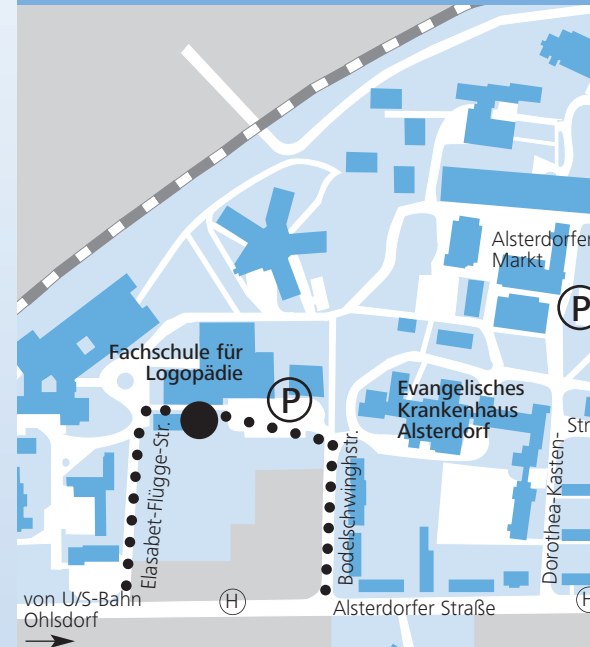 Alsterdorfer
Markt
P
Fachschule für
Logopädie
P
Evangelisches
Krankenhaus
Alsterdorf
Elasabet-Flügge-Str.
Bodelschwinghstr.
Dorothea-Kasten-
Str
von U/S-Bahn
Ohlsdorf
H
Alsterdorfer Straße
H